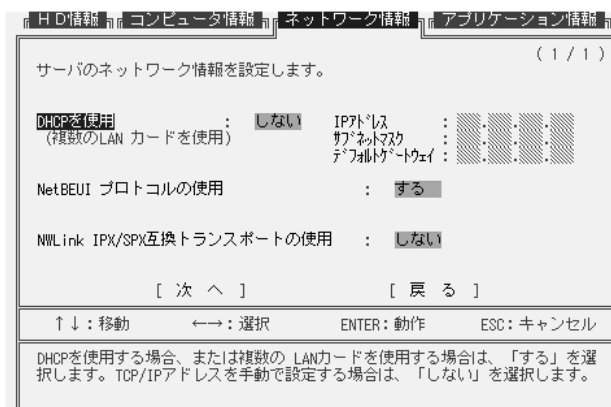 HD情報 コンピュータ情報 ネットワーク情報 アプリケーション情報
(1/1)
サーバのネットワーク情報を設定します。
DHCPを使用 : しない IPアドレス : . . .
(複数のLAN カードを使用) サブネットマスク : . . .
デフォルトゲートウェイ : . . .
NetBEUI プロトコルの使用 : する
NWLink IPX/SPX互換トランスポートの使用 : しない
[ 次 へ ] [ 戻 る ]
↑↓:移動 ←→:選択 ENTER:動作 ESC:キャンセル
DHCPを使用する場合、または複数の LANカードを使用する場合は、「する」を選
択します。TCP/IPアドレスを手動で設定する場合は、「しない」を選択します。